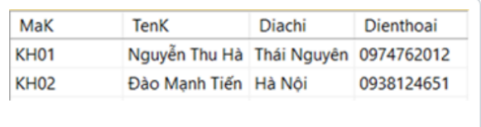 MaK TenK Diachi Dienthoai
KH01 Nguyễn Thu Hà Thái Nguyên 0974762012
KH02 Đào Mạnh Tiến Hà Nội 0938124651